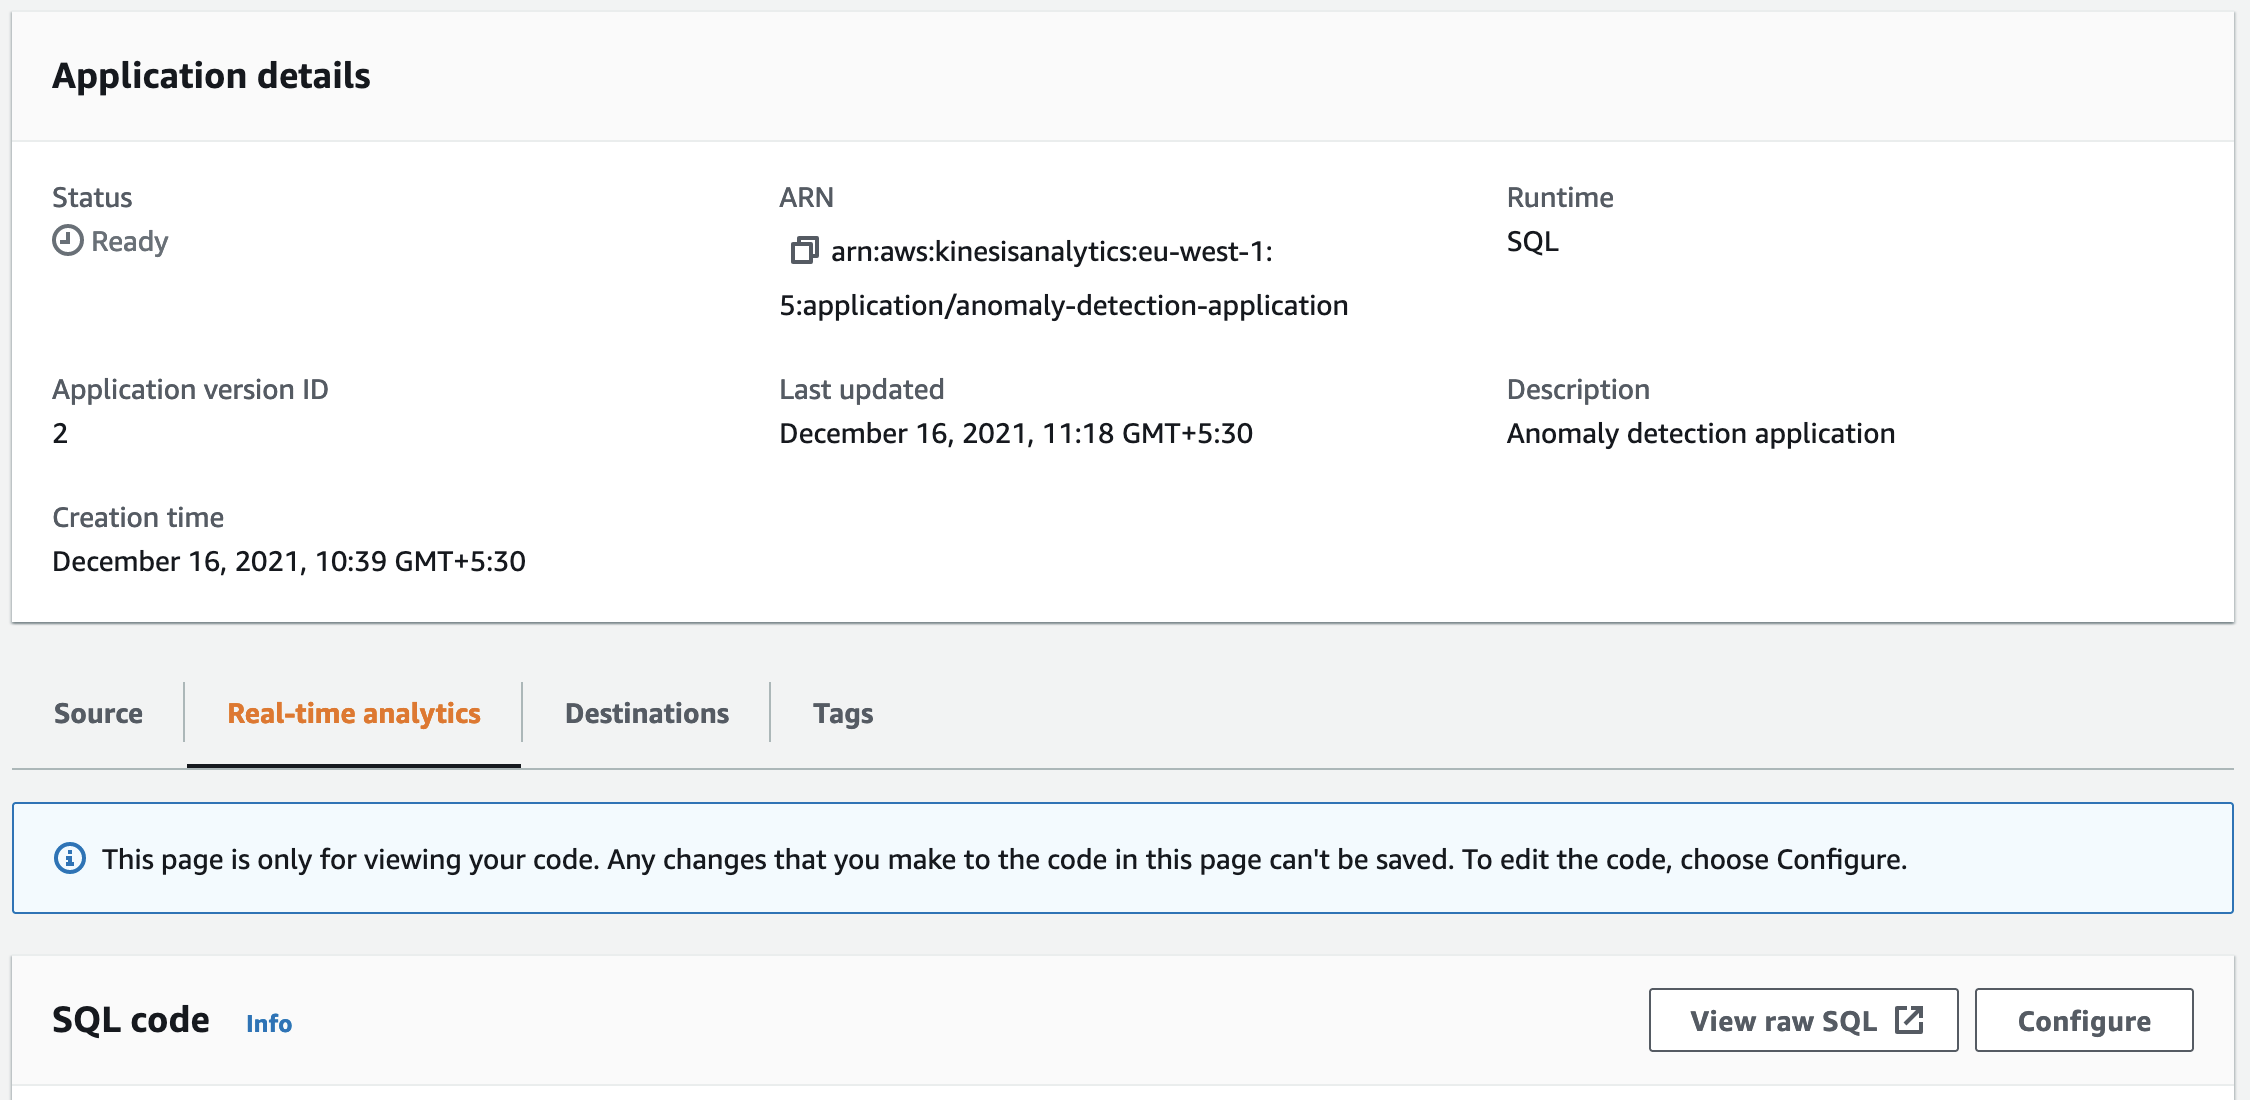 Application details
Status
Ready
ARN
arn:aws:kinesisanalytics:eu-west-1:
5:application/anomaly-detection-application
Runtime
SQL
Application version ID
2
Last updated
December 16, 2021, 11:18 GMT+5:30
Description
Anomaly detection application
Creation time
December 16, 2021, 10:39 GMT+5:30
Source
Real-time analytics
Destinations
Tags
This page is only for viewing your code. Any changes that you make to the code in this page can't be saved. To edit the code, choose Configure.
SQL code
Info
View raw SQL
Configure